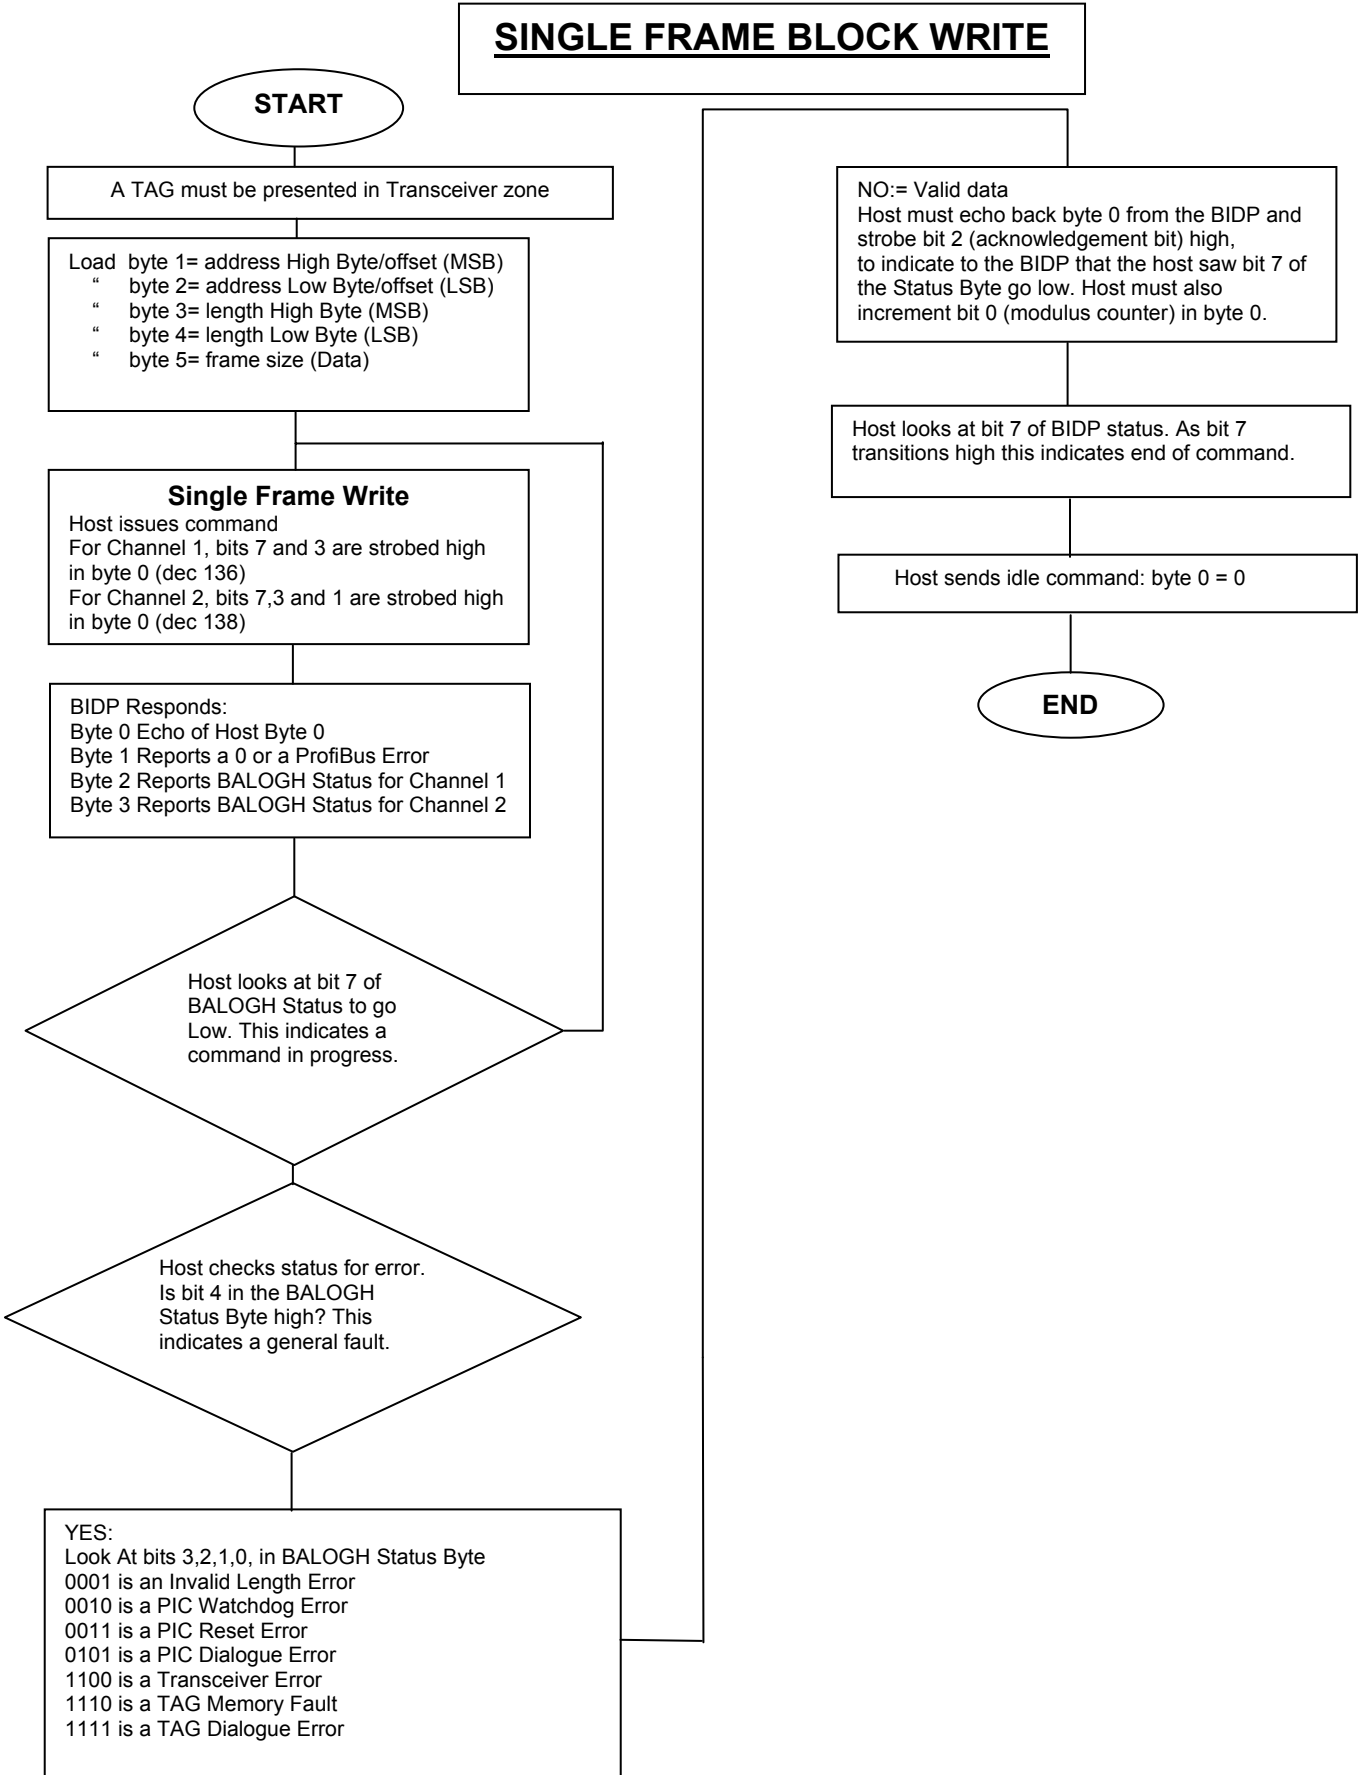 SINGLE FRAME BLOCK WRITE
START
A TAG must be presented in Transceiver zone
Load byte 1= address High Byte/offset (MSB)
“ byte 2= address Low Byte/offset (LSB)
“ byte 3= length High Byte (MSB)
“ byte 4= length Low Byte (LSB)
“ byte 5= frame size (Data)
Single Frame Write
Host issues command
For Channel 1, bits 7 and 3 are strobed high
in byte 0 (dec 136)
For Channel 2, bits 7,3 and 1 are strobed high
in byte 0 (dec 138)
BIDP Responds:
Byte 0 Echo of Host Byte 0
Byte 1 Reports a 0 or a ProfiBus Error
Byte 2 Reports BALOGH Status for Channel 1
Byte 3 Reports BALOGH Status for Channel 2
Host looks at bit 7 of
BALOGH Status to go
Low. This indicates a
command in progress.
Host checks status for error.
Is bit 4 in the BALOGH
Status Byte high? This
indicates a general fault.
YES:
Look At bits 3,2,1,0, in BALOGH Status Byte
0001 is an Invalid Length Error
0010 is a PIC Watchdog Error
0011 is a PIC Reset Error
0101 is a PIC Dialogue Error
1100 is a Transceiver Error
1110 is a TAG Memory Fault
1111 is a TAG Dialogue Error
NO:= Valid data
Host must echo back byte 0 from the BIDP and
strobe bit 2 (acknowledgement bit) high,
to indicate to the BIDP that the host saw bit 7 of
the Status Byte go low. Host must also
increment bit 0 (modulus counter) in byte 0.
Host looks at bit 7 of BIDP status. As bit 7
transitions high this indicates end of command.
Host sends idle command: byte 0 = 0
END